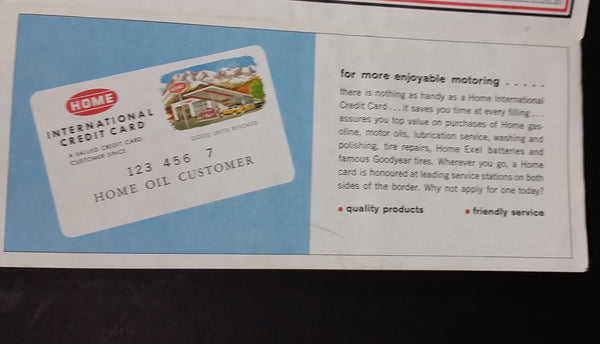 HOME
INTERNATIONAL
CREDIT CARD
A VALUED CREDIT CARD
CUSTOMER SINCE
GOOD UNTIL REVOKED
123 456 7
HOME OIL CUSTOMER
for more enjoyable motoring . . . . .
there is nothing as handy as a Home International
Credit Card . . . it saves you time at every filling . . .
assures you top value on purchases of Home gas-
oline, motor oils, lubrication service, washing and
polishing, tire repairs, Home Exel batteries and
famous Goodyear tires. Wherever you go, a Home
card is honoured at leading service stations on both
sides of the border. Why not apply for one today?
• quality products • friendly service